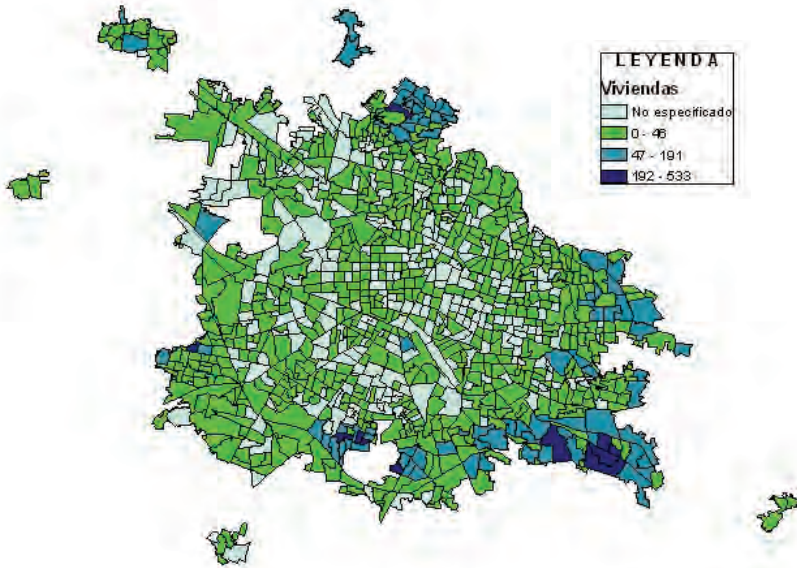 LEYENDA
Viviendas
No especificado
0 - 46
47 - 191
192 - 533